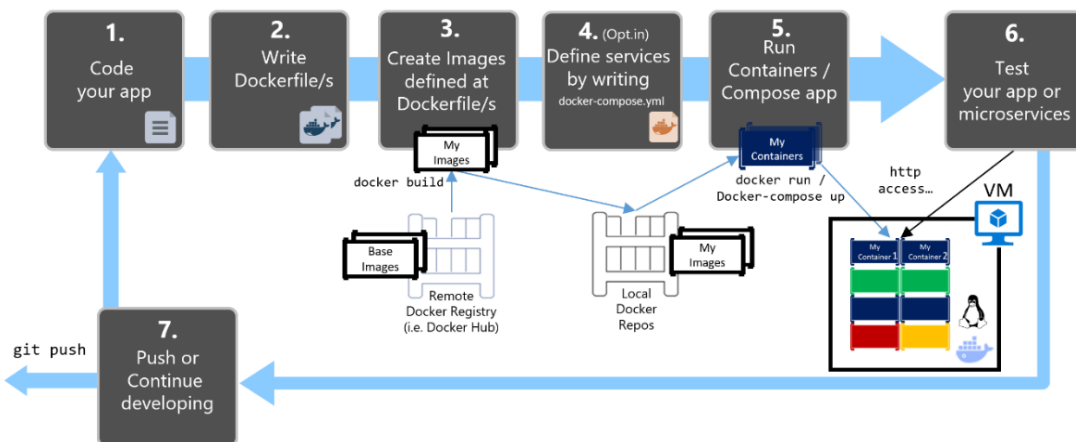 1.
Code
your app
2.
Write
Dockerfile/s
3.
Create Images
defined at
Dockerfile/s
4. (Opt.in)
Define services
by writing
docker-compose.yml
5.
Run
Containers /
Compose app
6.
Test
your app or
microservices
My
Images
docker build
My
Containers
docker run /
Docker-compose up
http
access…
VM
Base
Images
Remote
Docker Registry
(i.e. Docker Hub)
My
Images
Local
Docker
Repos
My
Container 1
My
Container 2
7.
Push or
Continue
developing
git push